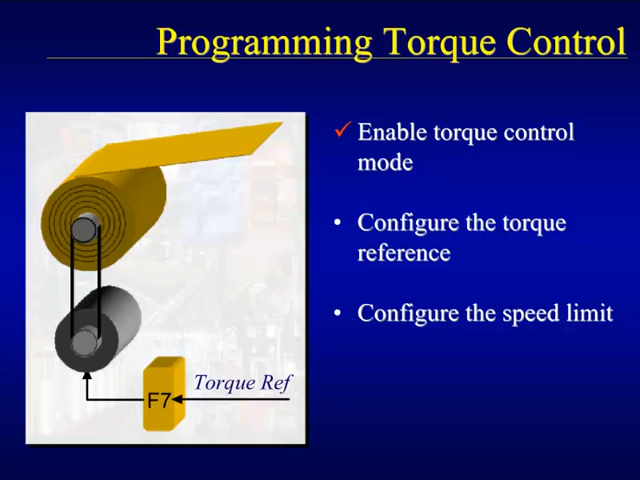 Programming Torque Control
✓ Enable torque control
mode
• Configure the torque
reference
• Configure the speed limit
Torque Ref
F7